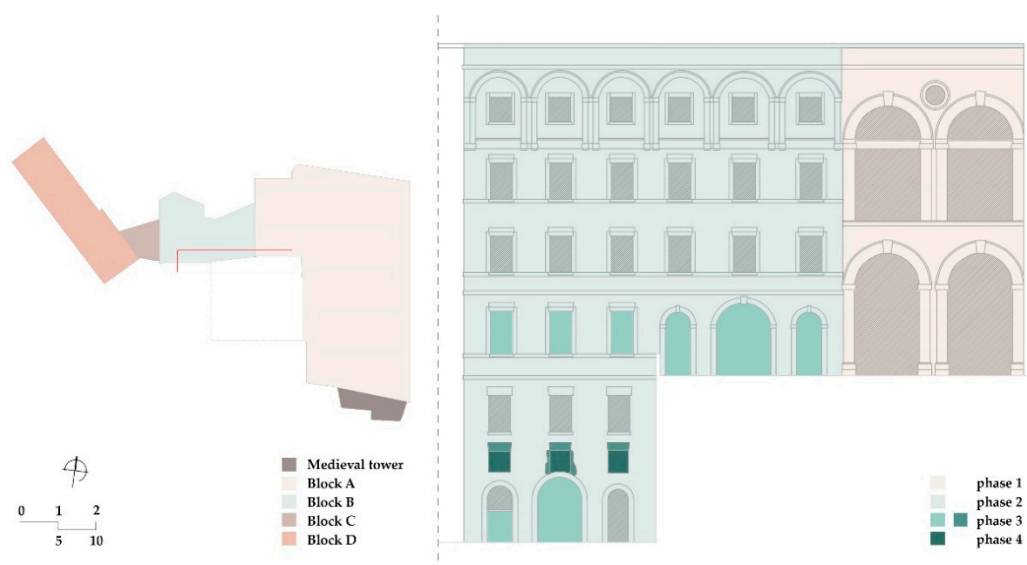 Medieval tower
Block A
Block B
Block C
Block D
0 1 2
5 10
phase 1
phase 2
phase 3
phase 4